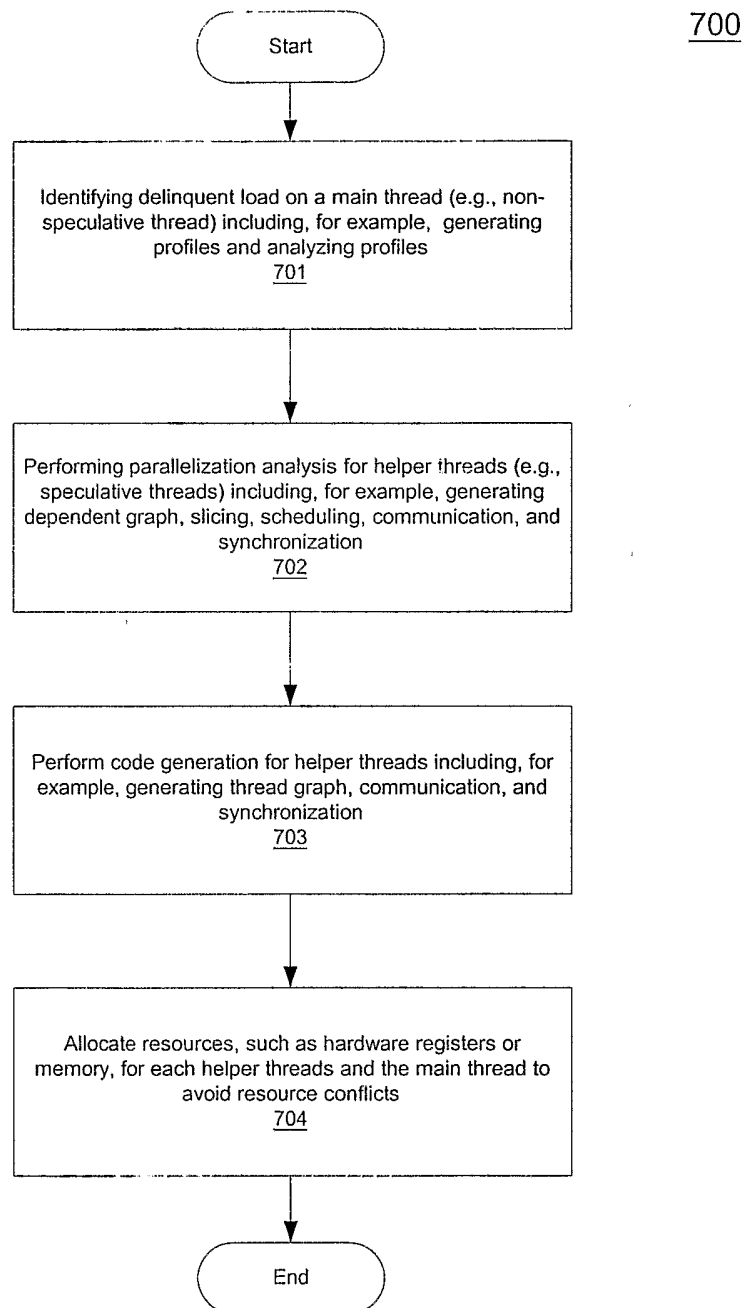 700
Start
Identifying delinquent load on a main thread (e.g., non-
speculative thread) including, for example, generating
profiles and analyzing profiles
701
Performing parallelization analysis for helper threads (e.g.,
speculative threads) including, for example, generating
dependent graph, slicing, scheduling, communication, and
synchronization
702
Perform code generation for helper threads including, for
example, generating thread graph, communication, and
synchronization
703
Allocate resources, such as hardware registers or
memory, for each helper threads and the main thread to
avoid resource conflicts
704
End